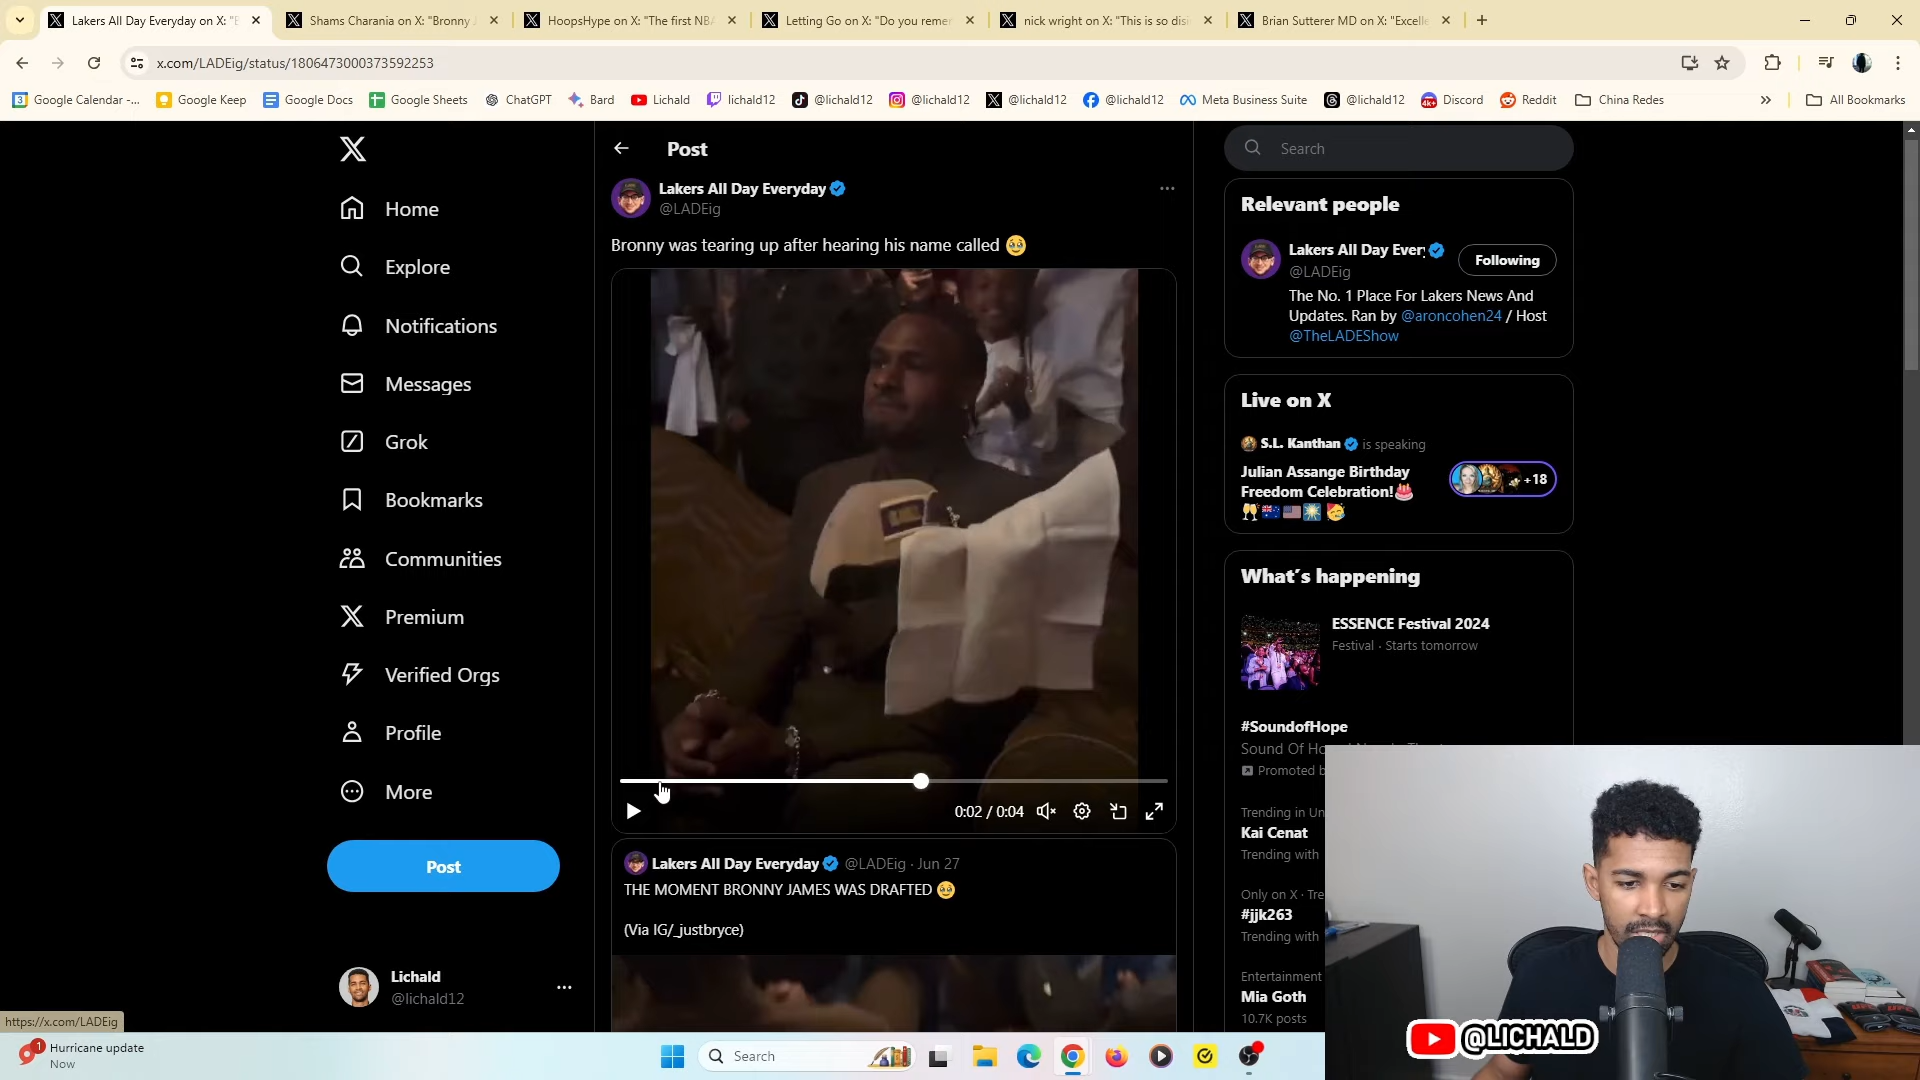 Lakers All Day Everyday on X: "B
Shams Charania on X: "Bronny J
HoopsHype on X: "The first NBA
Letting Go on X: "Do you remem
nick wright on X: "This is so disi
Brian Sutterer MD on X: "Excelle
x.com/LADEig/status/1806473000373592253
Google Calendar -...
Google Keep
Google Docs
Google Sheets
ChatGPT
Bard
Lichald
lichald12
@lichald12
@lichald12
@lichald12
@lichald12
Meta Business Suite
@lichald12
Discord
Reddit
China Redes
All Bookmarks
Home
Explore
Notifications
Messages
Grok
Bookmarks
Communities
Premium
Verified Orgs
Profile
More
Post
Lichald
@lichald12
https://x.com/LADEig
Post
Lakers All Day Everyday
@LADEig
Bronny was tearing up after hearing his name called 🥹
0:02 / 0:04
Lakers All Day Everyday @LADEig · Jun 27
THE MOMENT BRONNY JAMES WAS DRAFTED 🥹
(Via IG/_justbryce)
Search
Relevant people
Lakers All Day Every
@LADEig
Following
The No. 1 Place For Lakers News And
Updates. Ran by @aroncohen24 / Host
@TheLADEShow
Live on X
S.L. Kanthan is speaking
Julian Assange Birthday
Freedom Celebration!🎂
🥂🇦🇺🇺🇸🎆🥳
+18
What's happening
ESSENCE Festival 2024
Festival · Starts tomorrow
#SoundofHope
Promoted b
Trending in Un
Kai Cenat
Trending with
Only on X · Tre
#jjk263
Trending with
Entertainment
Mia Goth
10.7K posts
@LICHALD
1
Hurricane update
Now
Search